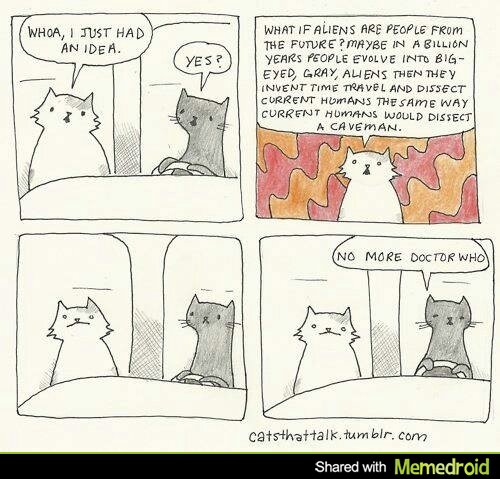 WHOA, I JUST HAD
AN IDEA.
YES?
WHAT IF ALIENS ARE PEOPLE FROM
THE FUTURE? MAYBE IN A BILLION
YEARS PEOPLE EVOLVE INTO BIG-
EYED, GRAY, ALIENS THEN THEY
INVENT TIME TRAVEL AND DISSECT
CURRENT HUMANS THE SAME WAY
CURRENT HUMANS WOULD DISSECT
A CAVEMAN.
NO MORE DOCTOR WHO
catsthattalk.tumblr.com
Shared with Memedroid